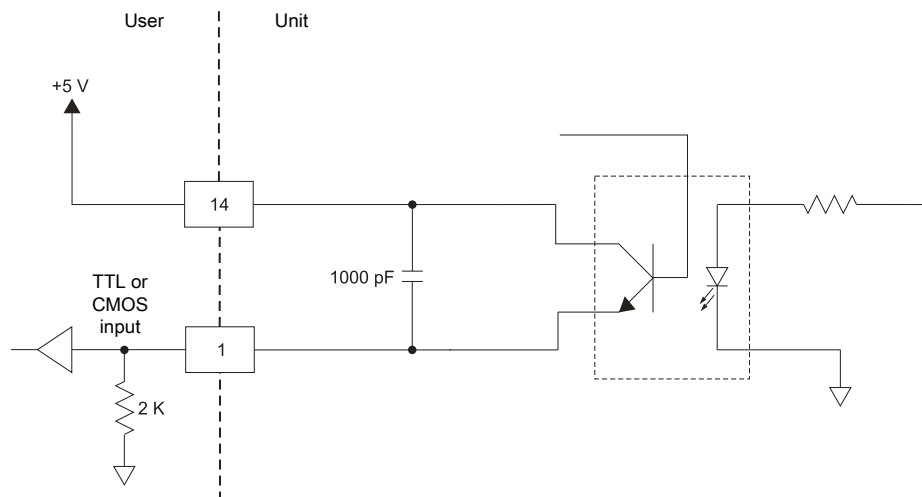 User
Unit
+5 V
14
1000 pF
TTL or
CMOS
input
1
2 K